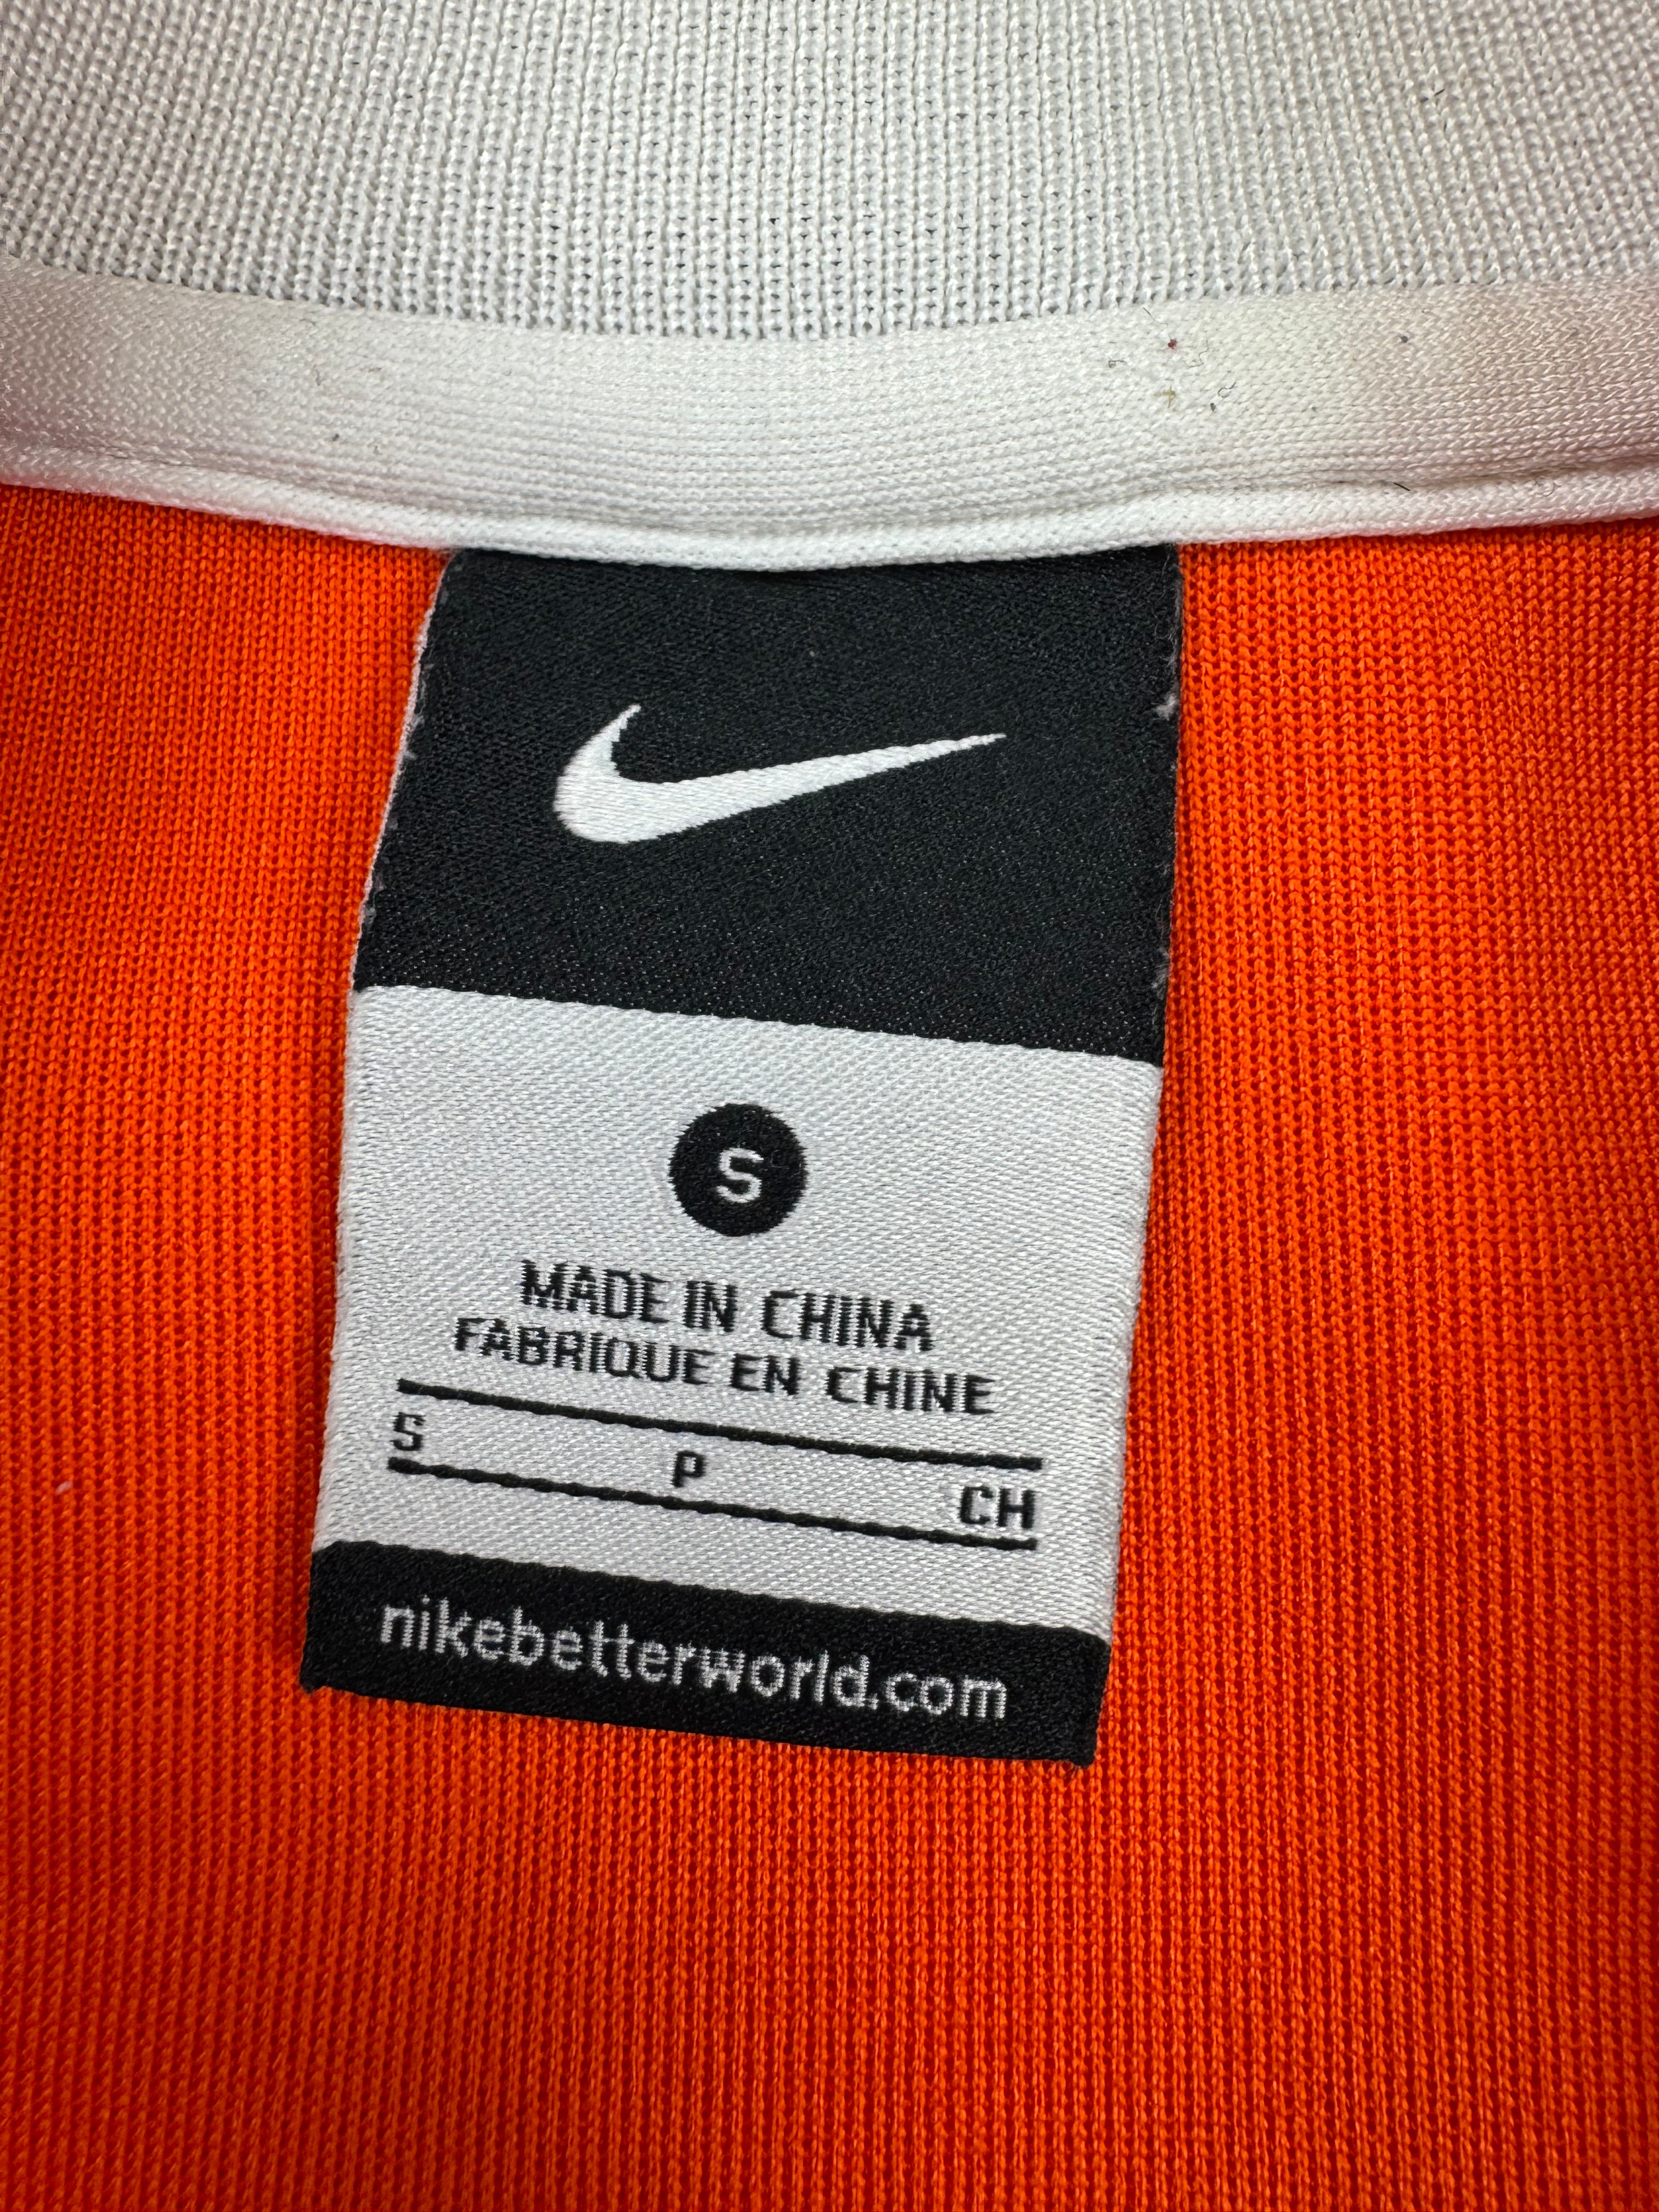 S
MADE IN CHINA
FABRIQUE EN CHINE
S P CH
nikebetterworld.com